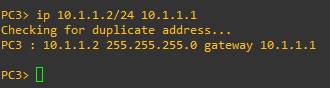 PC3> ip 10.1.1.2/24 10.1.1.1
Checking for duplicate address...
PC3 : 10.1.1.2 255.255.255.0 gateway 10.1.1.1
PC3>